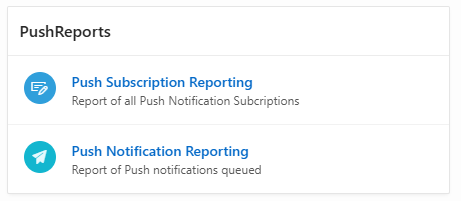 PushReports
Push Subscription Reporting
Report of all Push Notification Subcriptions
Push Notification Reporting
Report of Push notifications queued